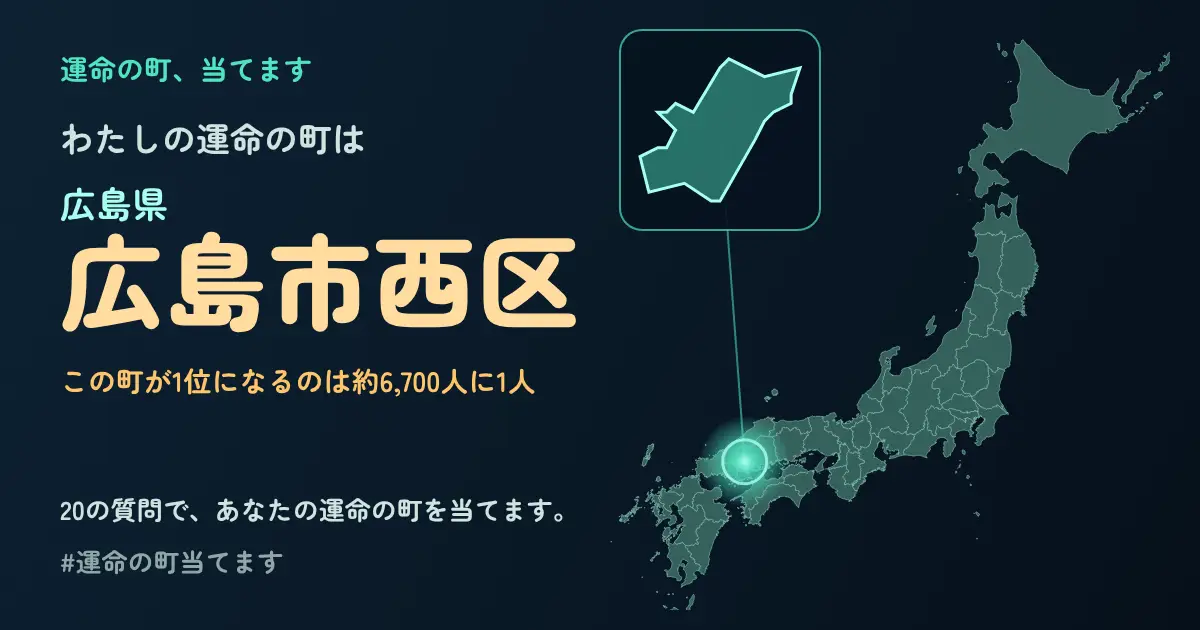 運命の町、当てます
わたしの運命の町は
広島県
広島市西区
この町が1位になるのは約6,700人に1人
20の質問で、あなたの運命の町を当てます。
#運命の町当てます